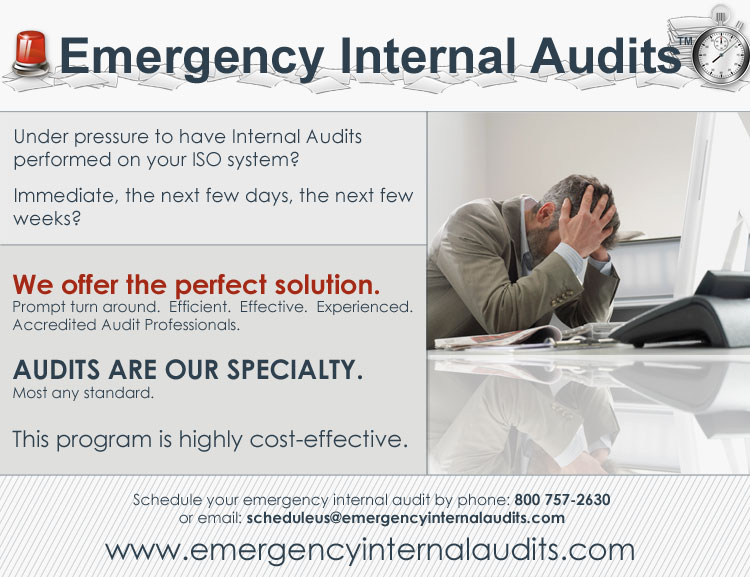 Emergency Internal Audits™
Under pressure to have Internal Audits
performed on your ISO system?
Immediate, the next few days, the next few
weeks?
We offer the perfect solution.
Prompt turn around. Efficient. Effective. Experienced.
Accredited Audit Professionals.
AUDITS ARE OUR SPECIALTY.
Most any standard.
This program is highly cost-effective.
Schedule your emergency internal audit by phone: 800 757-2630
or email: scheduleus@emergencyinternalaudits.com
www.emergencyinternalaudits.com